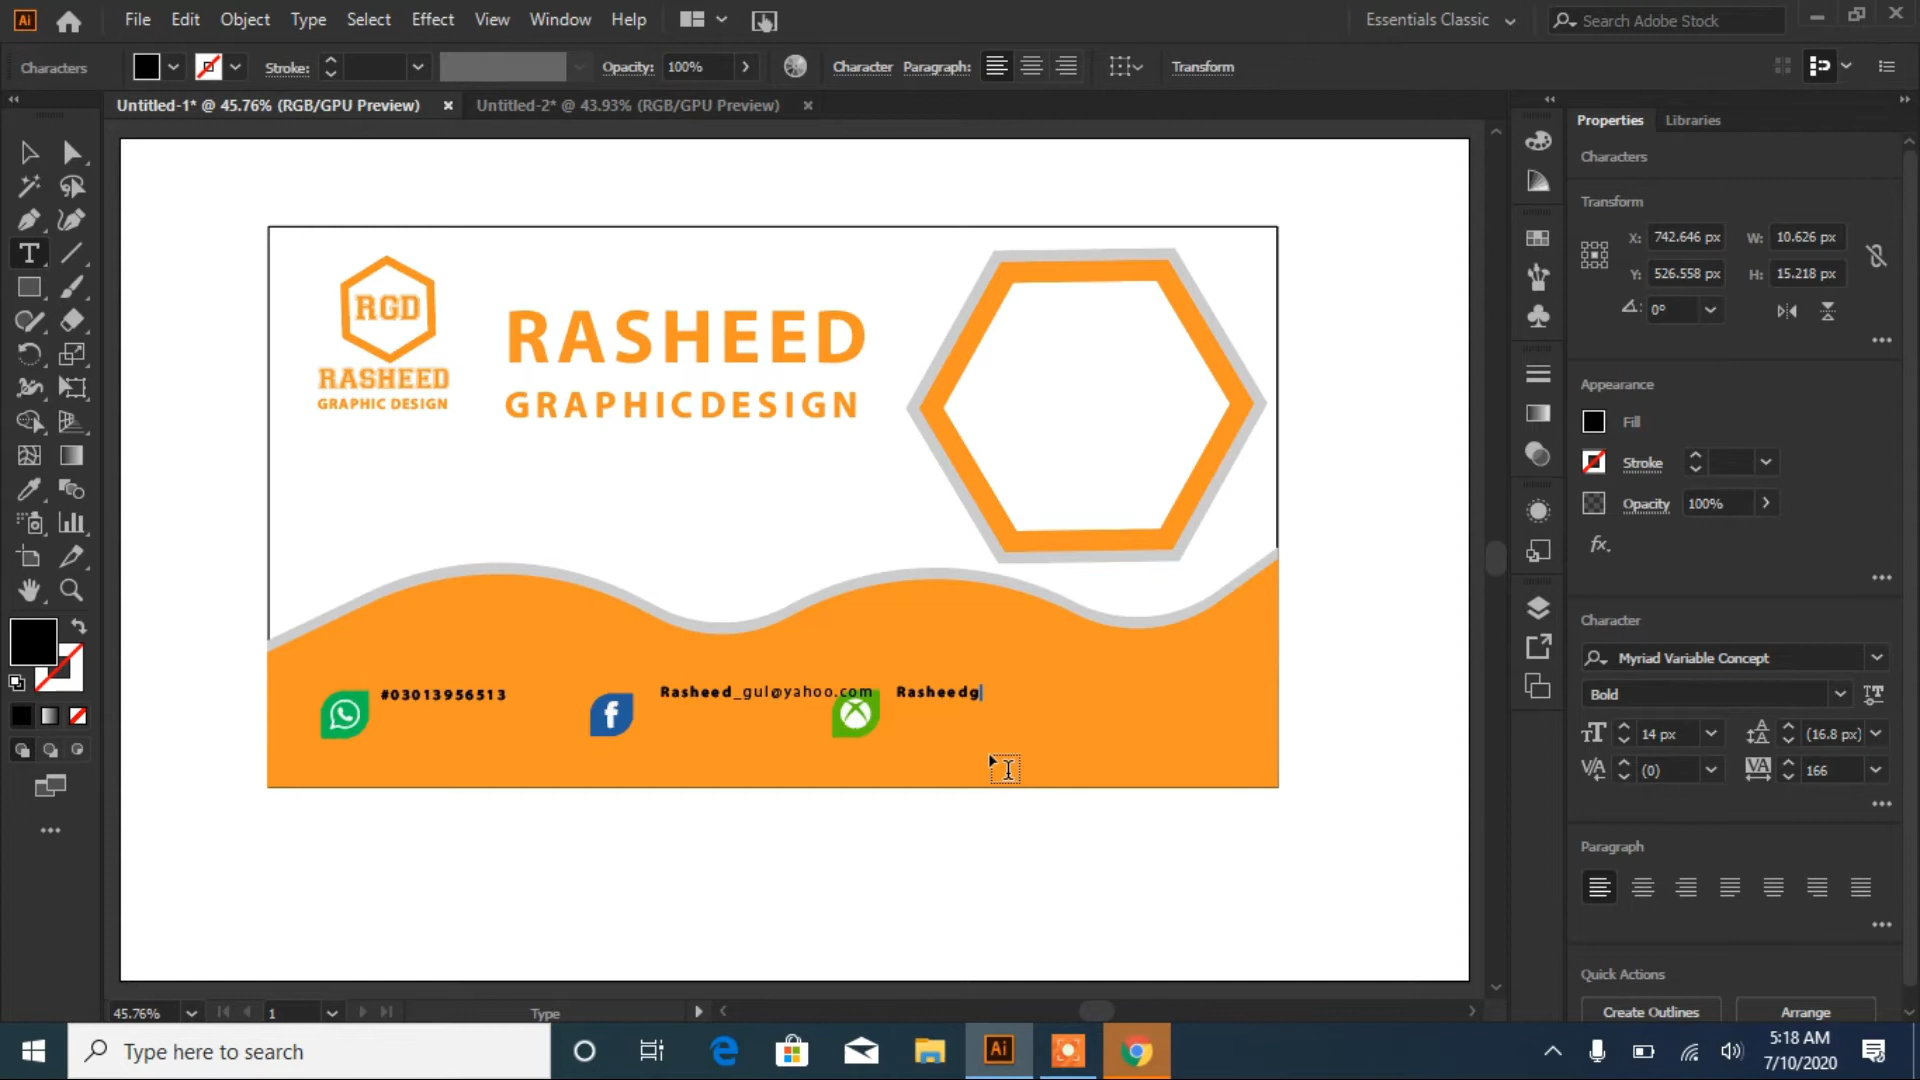 File Edit Object Type Select Effect View Window Help
Essentials Classic
Search Adobe Stock
Characters
Stroke:
Opacity: 100%
Character Paragraph:
Transform
Untitled-1* @ 45.76% (RGB/GPU Preview)
Untitled-2* @ 43.93% (RGB/GPU Preview)
RGD
RASHEED
GRAPHIC DESIGN
RASHEED
GRAPHICDESIGN
#03013956513
Rasheed_gul@yahoo.com
Rasheedg
Properties Libraries
Characters
Transform
X: 742.646 px W: 10.626 px
Y: 526.558 px H: 15.218 px
0°
Appearance
Fill
Stroke
Opacity 100%
fx
Character
Myriad Variable Concept
Bold
14 px (16.8 px)
(0) 166
Paragraph
Quick Actions
Create Outlines Arrange
45.76% 1 Type
Type here to search
Ai
5:18 AM
7/10/2020